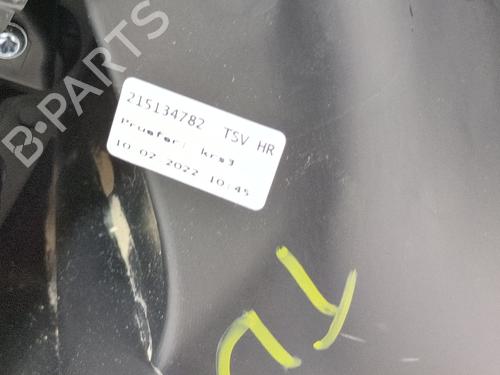 B-PARTS
215134782 TSV HR
Pruefer: krs3
10.02.2022 10:45